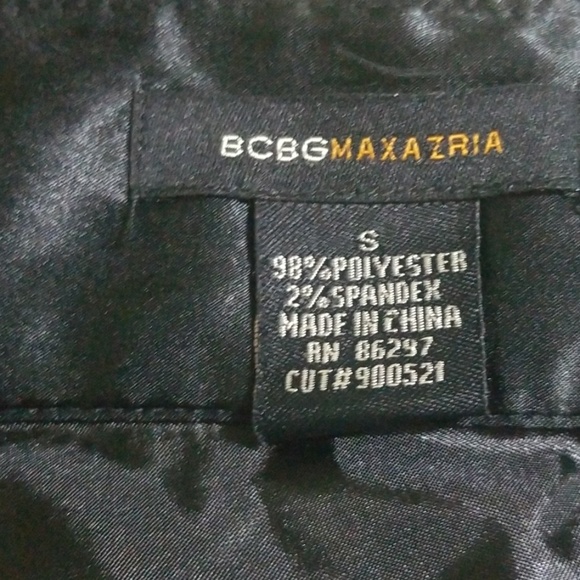 BCBGMAXAZRIA
S
98%POLYESTER
2%SPANDEX
MADE IN CHINA
RN 86297
CUT#900521